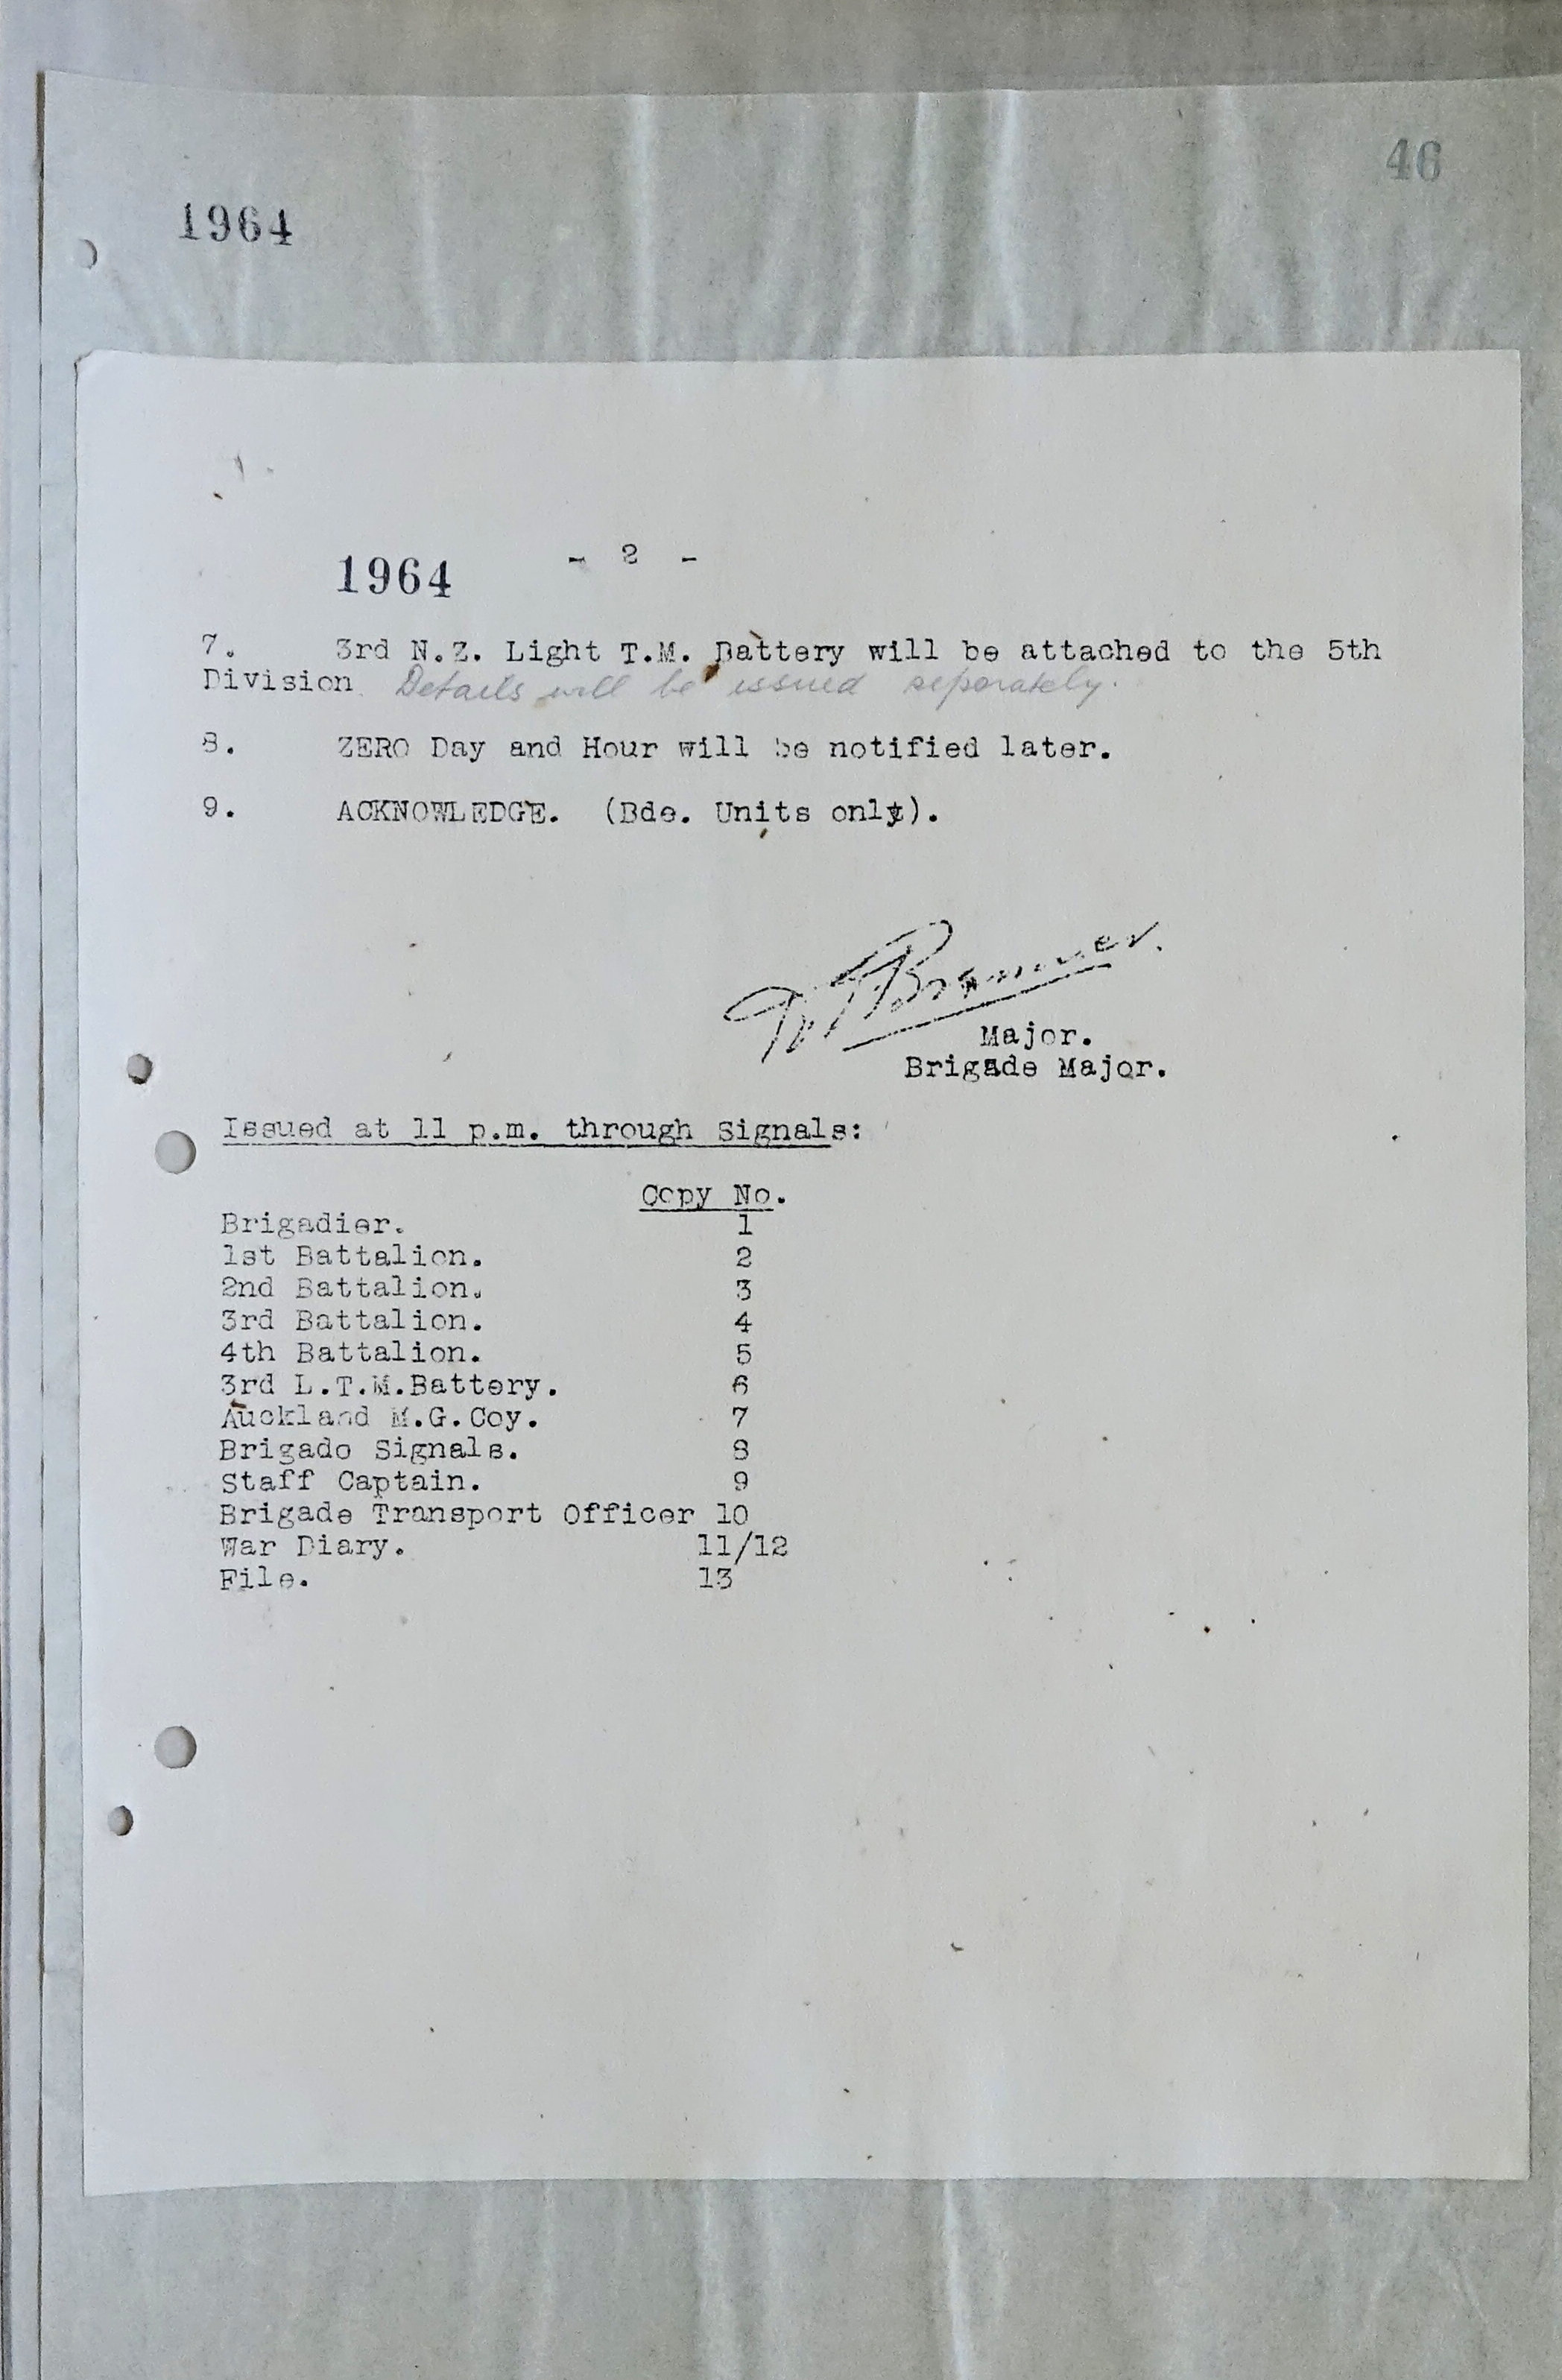 46
1964
1964
- 2 -
7. 3rd N.Z. Light T.M. Battery will be attached to the 5th
Division Details will be issued seperately.
8. ZERO Day and Hour will be notified later.
9. ACKNOWLEDGE. (Bde. Units only).
Major.
Brigade Major.
Issued at 11 p.m. through Signals:
Copy No.
Brigadier. 1
1st Battalion. 2
2nd Battalion. 3
3rd Battalion. 4
4th Battalion. 5
3rd L.T.M.Battery. 6
Auckland M.G.Coy. 7
Brigado Signals. 8
Staff Captain. 9
Brigade Transport Officer 10
War Diary. 11/12
File. 13